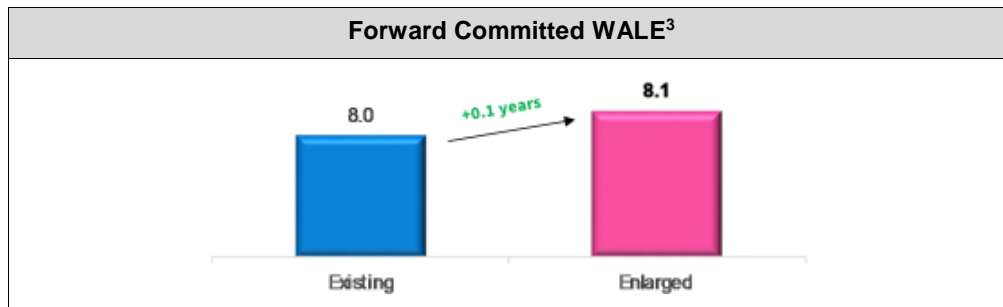 Forward Committed WALE³
8.0
+0.1 years
8.1
Existing
Enlarged